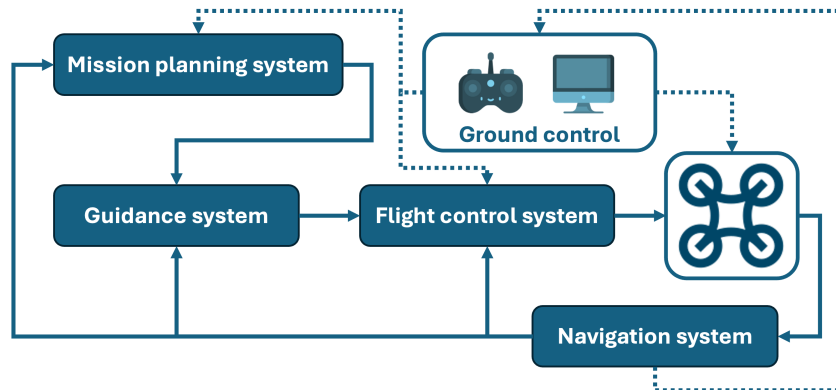 Mission planning system
Ground control
Guidance system
Flight control system
Navigation system